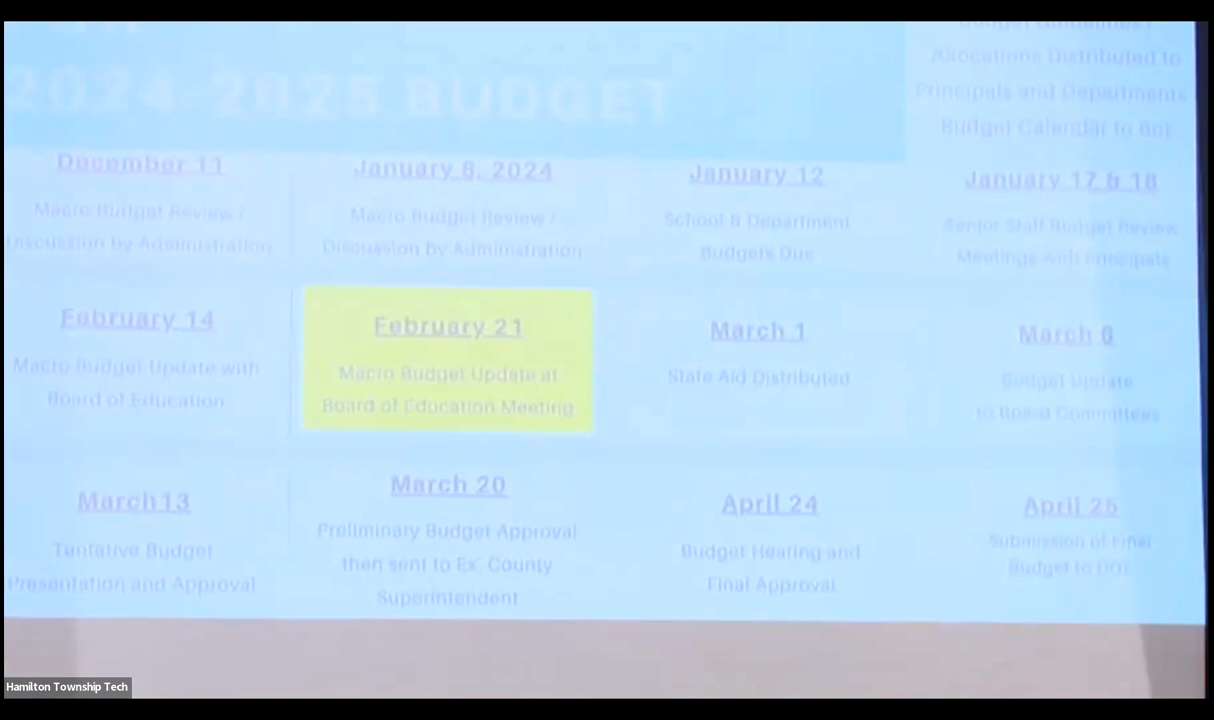 2024-2025 BUDGET
Budget Guidelines /
Allocations Distributed to
Principals and Departments
Budget Calendar to BOE
December 11
Macro Budget Review /
Discussion by Administration
January 8, 2024
Macro Budget Review /
Discussion by Administration
January 12
School & Department
Budgets Due
January 17 & 18
Senior Staff Budget Review
Meetings with Principals
February 14
Macro Budget Update with
Board of Education
February 21
Macro Budget Update at
Board of Education Meeting
March 1
State Aid Distributed
March 6
Budget Update
to Board Committees
March13
Tentative Budget
Presentation and Approval
March 20
Preliminary Budget Approval
then sent to Ex. County
Superintendent
April 24
Budget Hearing and
Final Approval
April 25
Submission of Final
Budget to DOE
Hamilton Township Tech